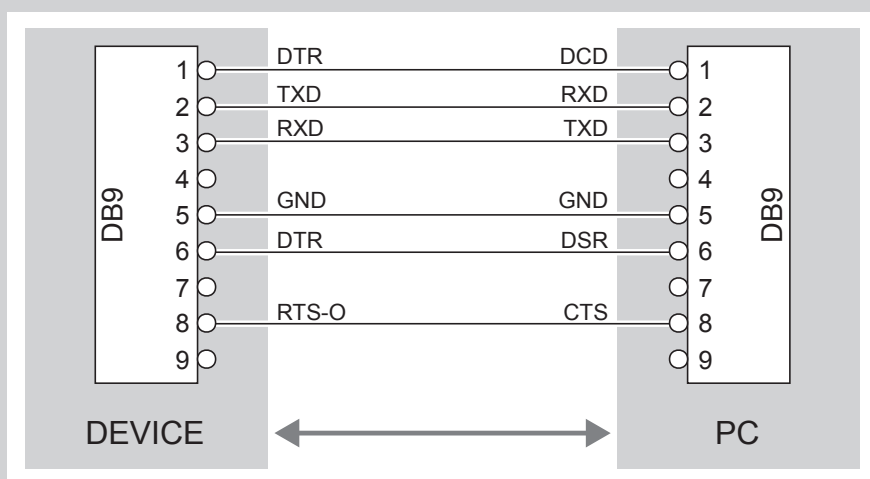 1 DTR DCD 1
2 TXD RXD 2
3 RXD TXD 3
4 4
5 GND GND 5
6 DTR DSR 6
7 7
8 RTS-O CTS 8
9 9
DB9
DB9
DEVICE PC